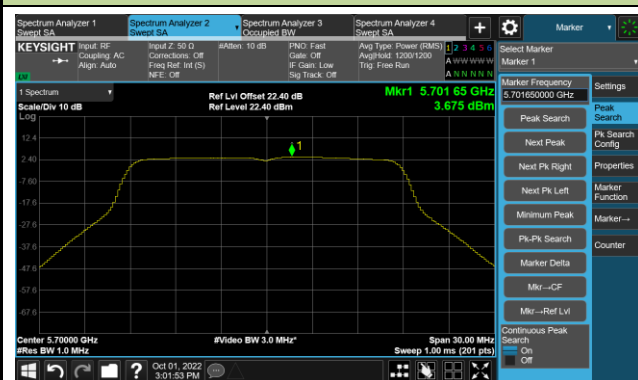 Spectrum Analyzer 1
Swept SA
Spectrum Analyzer 2
Swept SA
Spectrum Analyzer 3
Occupied BW
Spectrum Analyzer 4
Swept SA
+
Marker
KEYSIGHT
Input: RF
Coupling: AC
Align: Auto
Input Z: 50 Ω
Corrections: Off
Freq Ref: Int (S)
NFE: Off
#Atten: 10 dB
PNO: Fast
Gate: Off
IF Gain: Low
Sig Track: Off
Avg Type: Power (RMS)
Avg|Hold: 1200/1200
Trig: Free Run
1 2 3 4 5 6
A W W W W W
A N N N N N
LV
Select Marker
Marker 1
1 Spectrum
Scale/Div 10 dB
Log
Ref Lvl Offset 22.40 dB
Ref Level 22.40 dBm
Mkr1 5.701 65 GHz
3.675 dBm
1
12.4
2.40
-7.60
-17.6
-27.6
-37.6
-47.6
-57.6
-67.6
Center 5.70000 GHz
#Res BW 1.0 MHz
#Video BW 3.0 MHz*
Span 30.00 MHz
Sweep 1.00 ms (201 pts)
Marker Frequency
5.701650000 GHz
Peak Search
Next Peak
Next Pk Right
Next Pk Left
Minimum Peak
Pk-Pk Search
Marker Delta
Mkr→CF
Mkr→Ref Lvl
Continuous Peak
Search
On
Off
Settings
Peak
Search
Pk Search
Config
Properties
Marker
Function
Marker→
Counter
?
Oct 01, 2022
3:01:53 PM